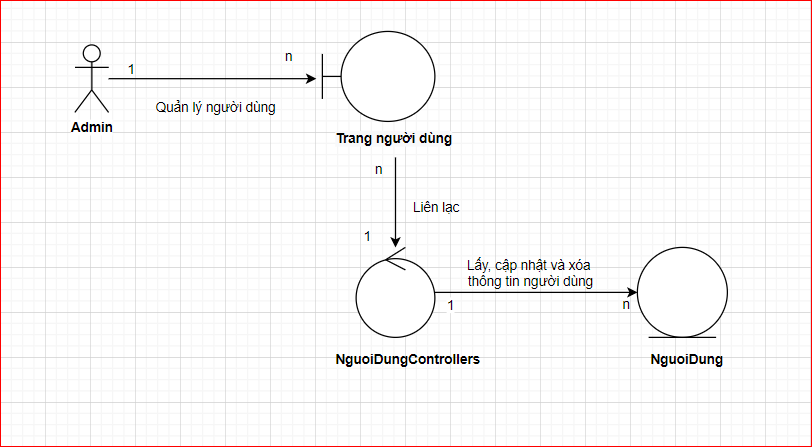 n
1
Quản lý người dùng
Admin
Trang người dùng
n
Liên lạc
1
Lấy, cập nhật và xóa
thông tin người dùng
1
n
NguoiDungControllers
NguoiDung